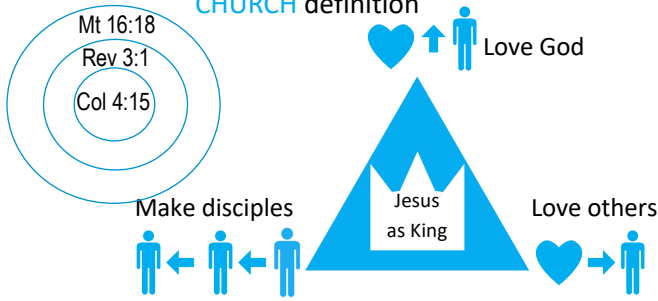 CHURCH definition
Mt 16:18
Rev 3:1
Col 4:15
Love God
Jesus
as King
Make disciples
Love others